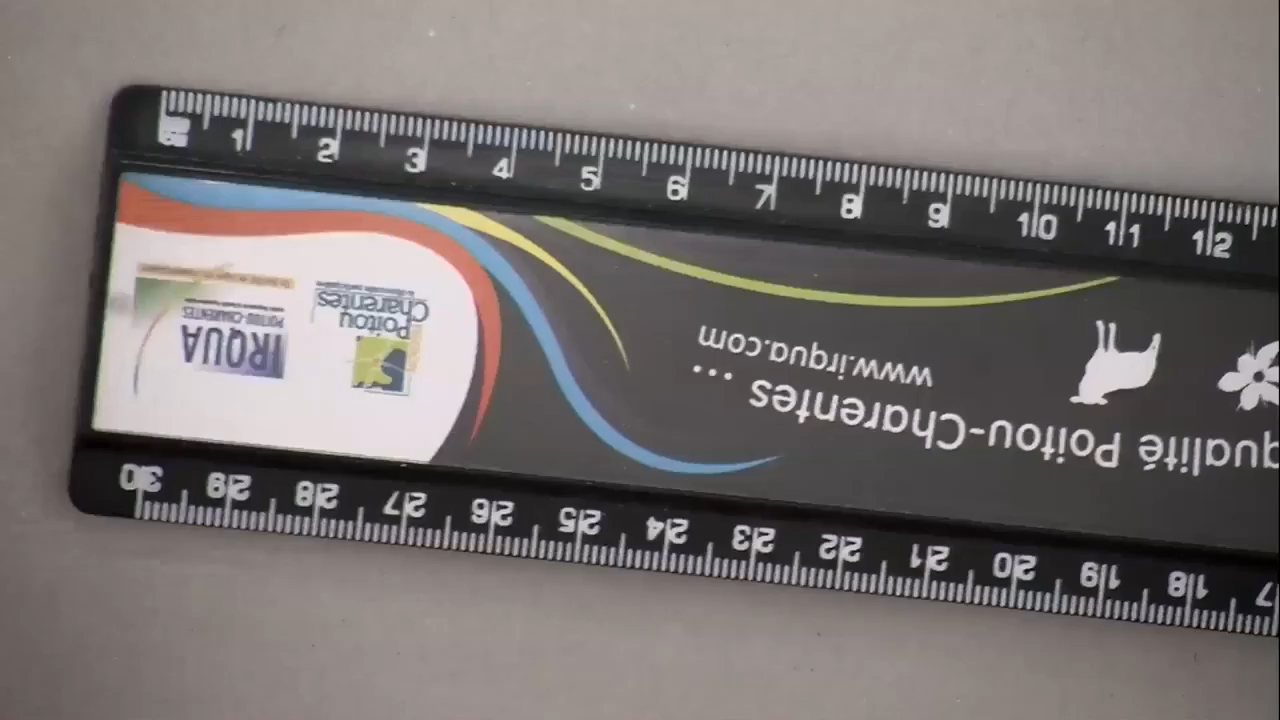 1 2 3 4 5 6 7 8 9 10 11 12
www.irqua.com
qualité Poitou-Charentes ...
Poitou
Charentes
IRQUA
POITOU-CHARENTES
30 29 28 27 26 25 24 23 22 21 20 19 18